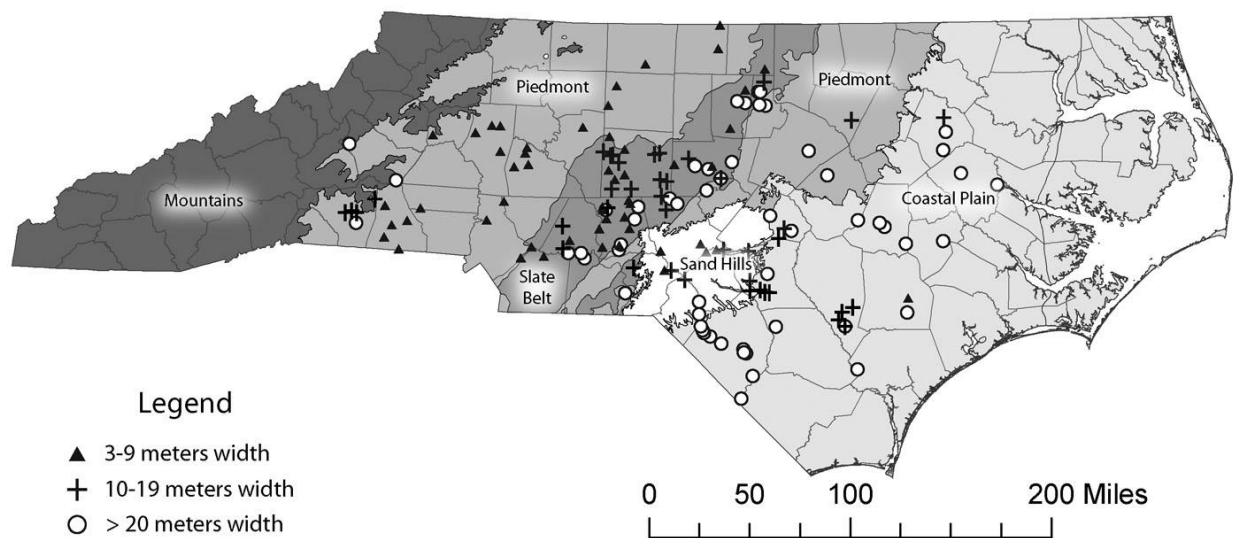 Piedmont
Piedmont
Mountains
Coastal Plain
Sand Hills
Slate
Belt
Legend
3-9 meters width
10-19 meters width
> 20 meters width
0 50 100 200 Miles